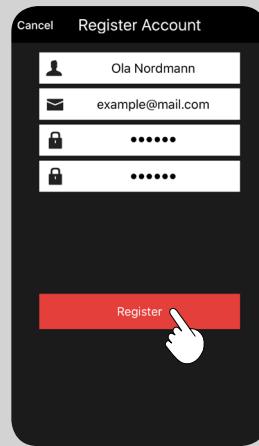 Cancel Register Account
Ola Nordmann
example@mail.com
••••••
••••••
Register